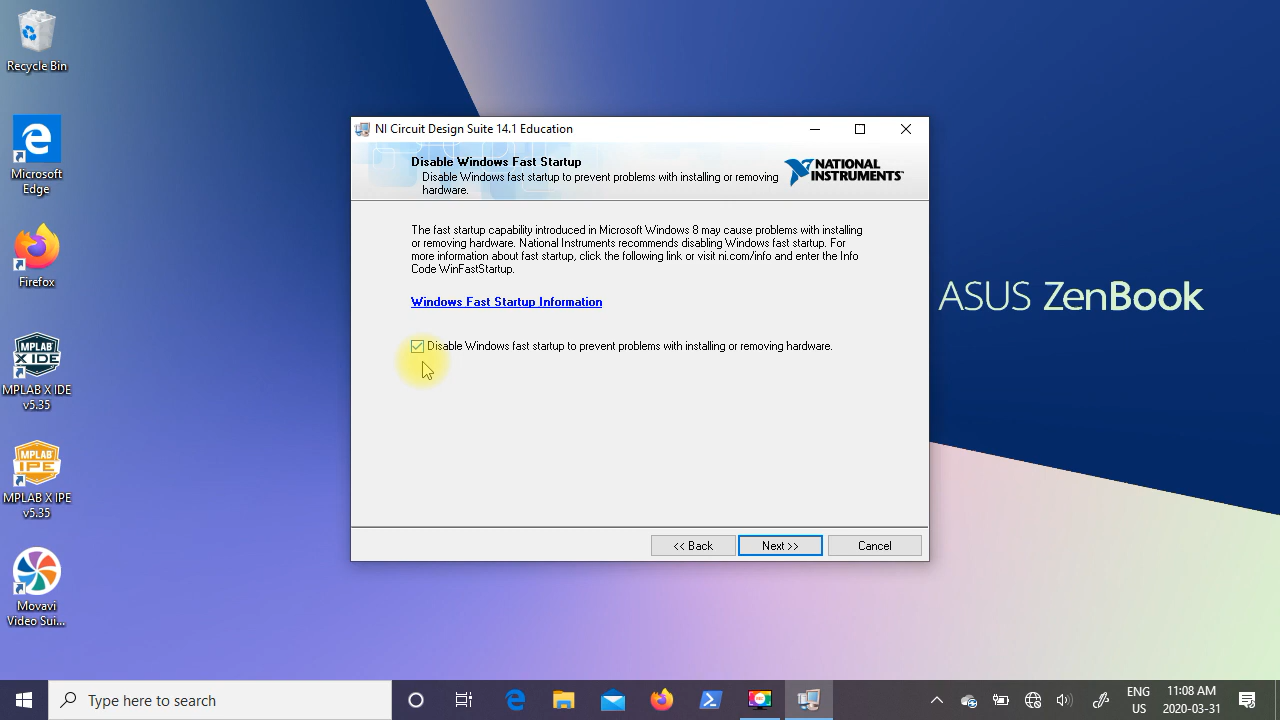 Recycle Bin
Microsoft
Edge
Firefox
MPLAB
X IDE
MPLAB X IDE
v5.35
MPLAB
IPE
MPLAB X IPE
v5.35
Movavi
Video Sui...
NI Circuit Design Suite 14.1 Education
Disable Windows Fast Startup
Disable Windows fast startup to prevent problems with installing or removing
hardware.
NATIONAL
INSTRUMENTS
The fast startup capability introduced in Microsoft Windows 8 may cause problems with installing
or removing hardware. National Instruments recommends disabling Windows fast startup. For
more information about fast startup, click the following link or visit ni.com/info and enter the Info
Code WinFastStartup.
Windows Fast Startup Information
Disable Windows fast startup to prevent problems with installing or removing hardware.
<< Back
Next >>
Cancel
ASUS ZenBook
Type here to search
ENG
US
11:08 AM
2020-03-31